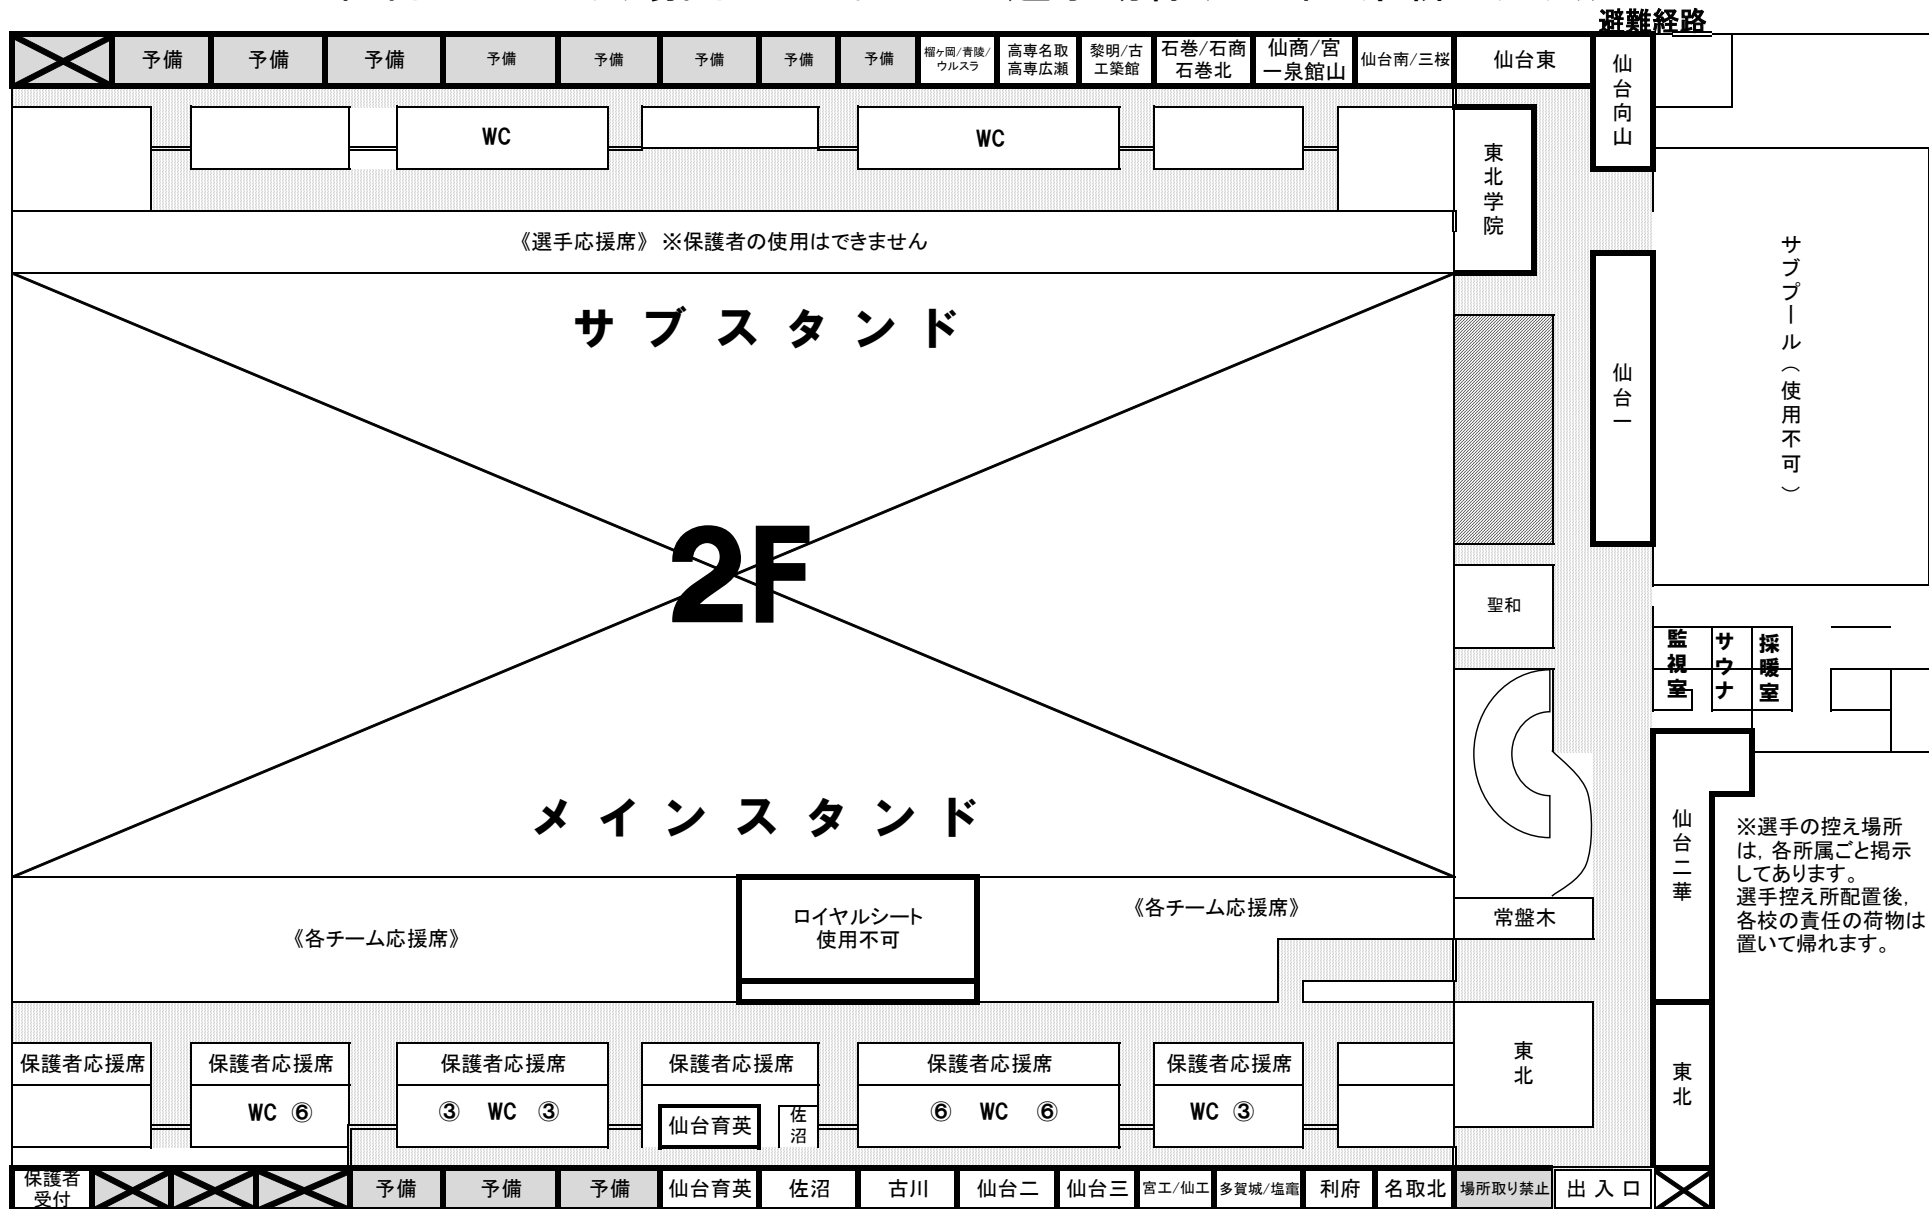 避難経路
予備
予備
予備
予備
予備
予備
予備
予備
榴ヶ岡/青陵/
ウルスラ
高専名取
高専広瀬
黎明/古
工築館
石巻/石商
石巻北
仙商/宮
一泉館山
仙台南/三桜
仙台東
仙台向山
WC
WC
東北学院
《選手応援席》 ※保護者の使用はできません
サブプール（使用不可）
サブスタンド
仙台一
2F
聖和
監視室
サウナ
採暖室
メインスタンド
仙台二華
※選手の控え場所
は, 各所属ごと掲示
してあります。
選手控え所配置後,
各校の責任の荷物は
置いて帰れます。
《各チーム応援席》
ロイヤルシート
使用不可
《各チーム応援席》
常盤木
保護者応援席
保護者応援席
保護者応援席
保護者応援席
保護者応援席
保護者応援席
東北
東北
WC ⑥
③ WC ③
仙台育英
佐沼
⑥ WC ⑥
WC ③
保護者
受付
予備
予備
予備
仙台育英
佐沼
古川
仙台二
仙台三
宮工/仙工
多賀城/塩竈
利府
名取北
場所取り禁止
出入口